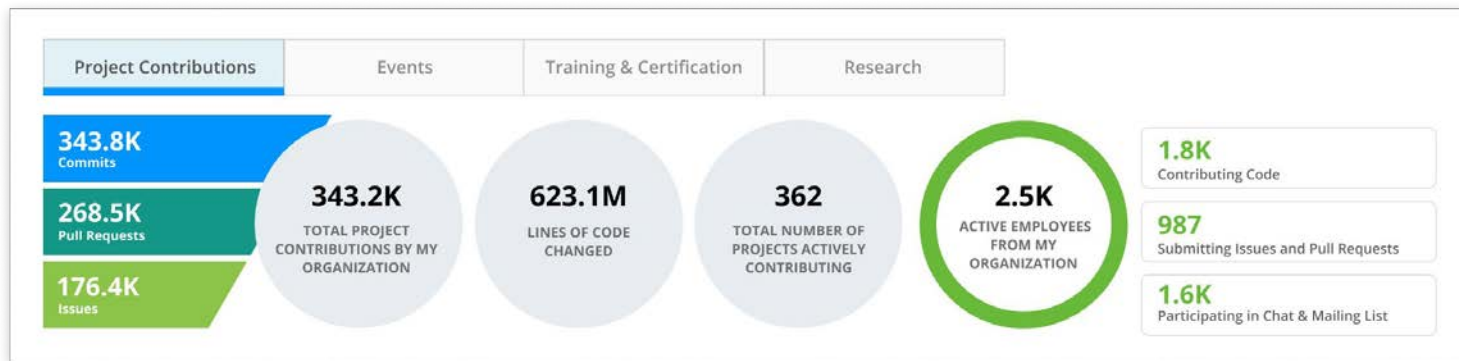 Project Contributions
Events
Training & Certification
Research
343.8K
Commits
268.5K
Pull Requests
176.4K
Issues
343.2K
TOTAL PROJECT
CONTRIBUTIONS BY MY
ORGANIZATION
623.1M
LINES OF CODE
CHANGED
362
TOTAL NUMBER OF
PROJECTS ACTIVELY
CONTRIBUTING
2.5K
ACTIVE EMPLOYEES
FROM MY
ORGANIZATION
1.8K
Contributing Code
987
Submitting Issues and Pull Requests
1.6K
Participating in Chat & Mailing List